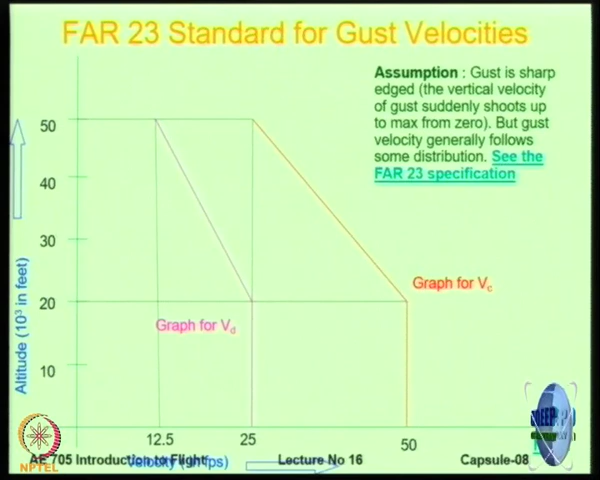 FAR 23 Standard for Gust Velocities
Assumption : Gust is sharp
edged (the vertical velocity
of gust suddenly shoots up
to max from zero). But gust
velocity generally follows
some distribution. See the
FAR 23 specification
50
40
30
20
10
Altitude (10³ in feet)
Graph for Vc
Graph for Vd
12.5
25
50
NPTEL
AE 705 Introduction to Flight
Lecture No 16
Capsule-08